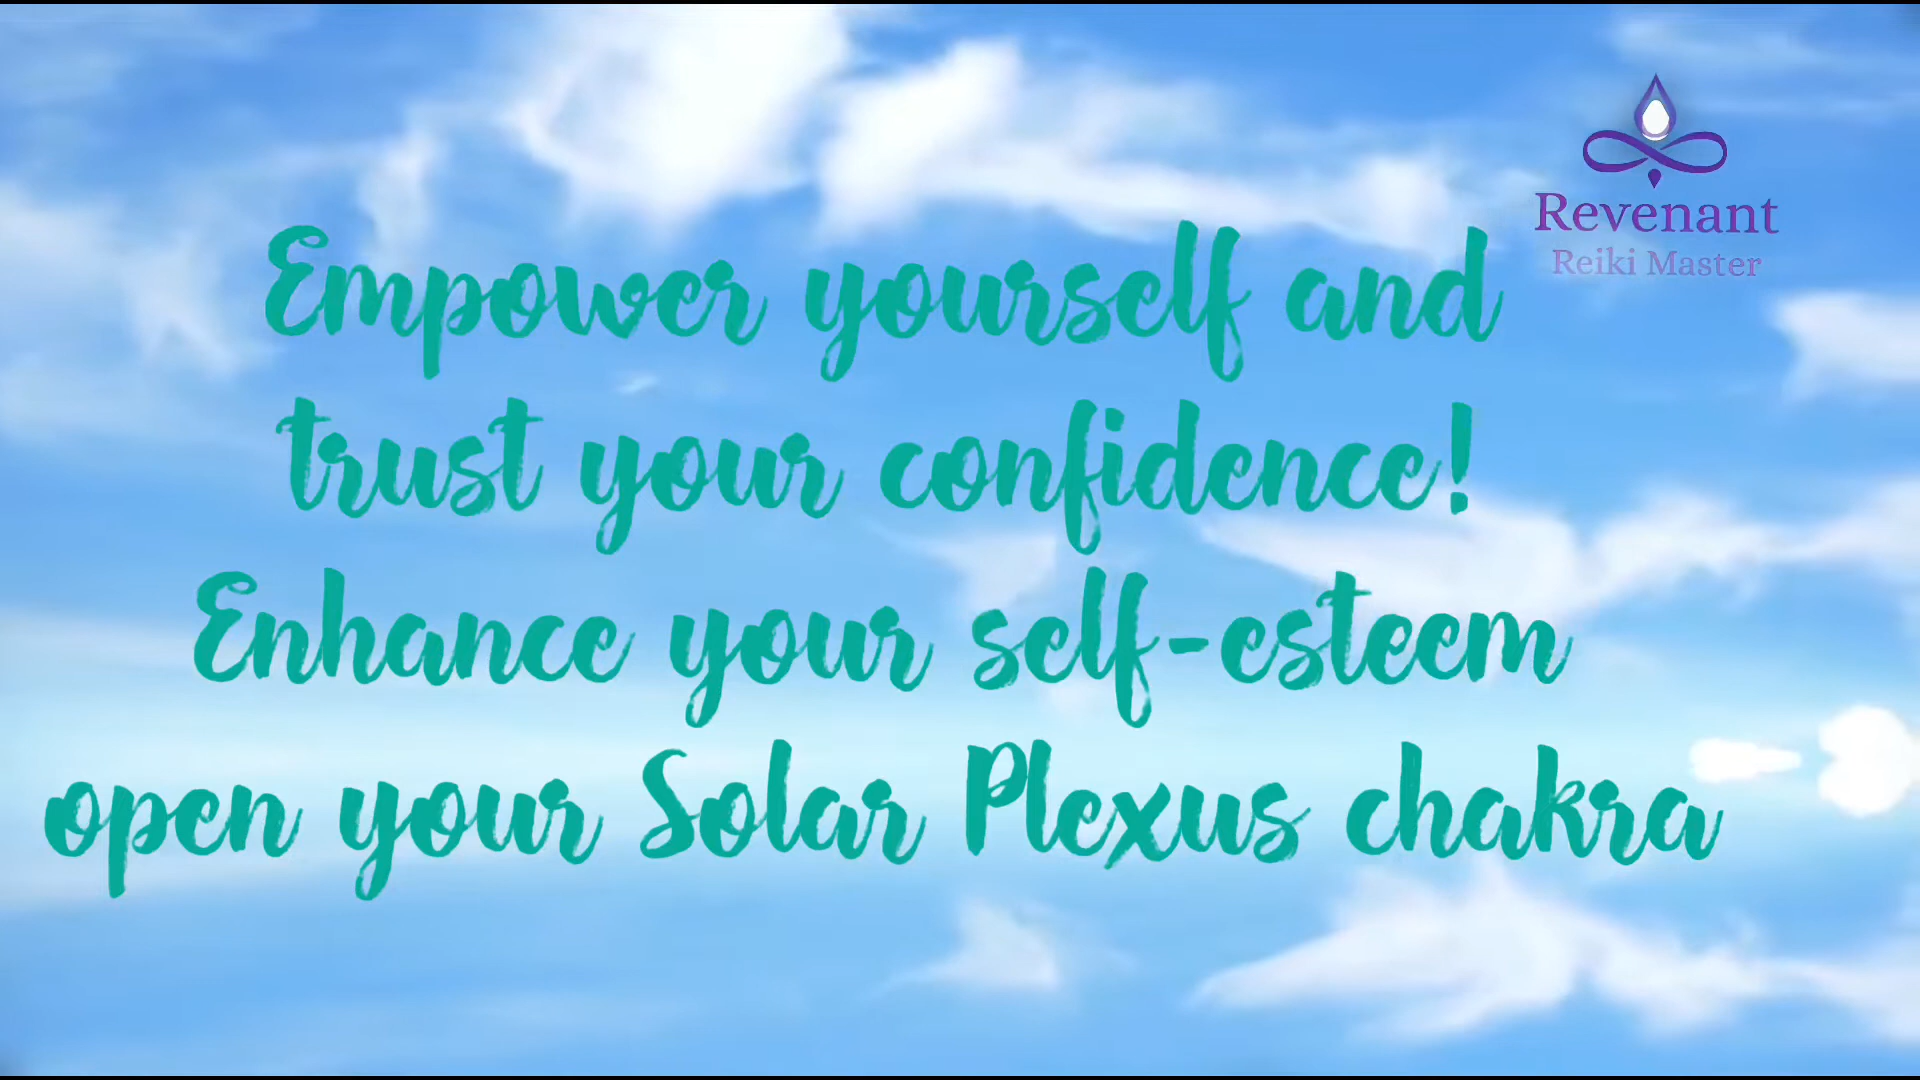 Revenant
Reiki Master
Empower yourself and
trust your confidence!
Enhance your self-esteem
open your Solar Plexus chakra